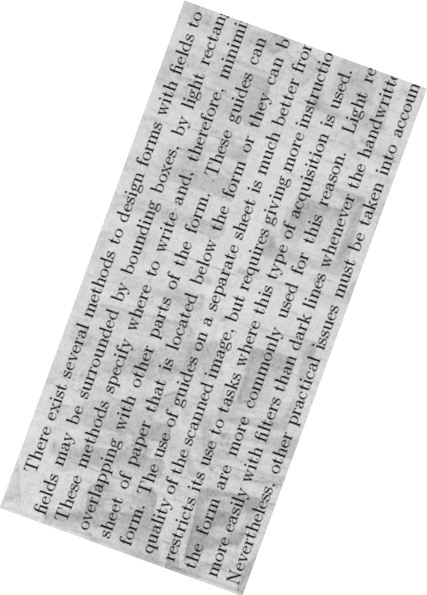 There exist several methods to design forms with fields to
fields may be surrounded by bounding boxes, by light rectan
These methods specify where to write and, therefore, minimi
overlapping with other parts of the form. These guides can
sheet of paper that is located below the form or they can b
form. The use of guides on a separate sheet is much better fro
quality of the scanned image, but requires giving more instructio
restricts its use to tasks where this type of acquisition is used.
the form are more commonly used for this reason. Light re
more easily with filters than dark lines whenever the handwritte
Nevertheless, other practical issues must be taken into accoun